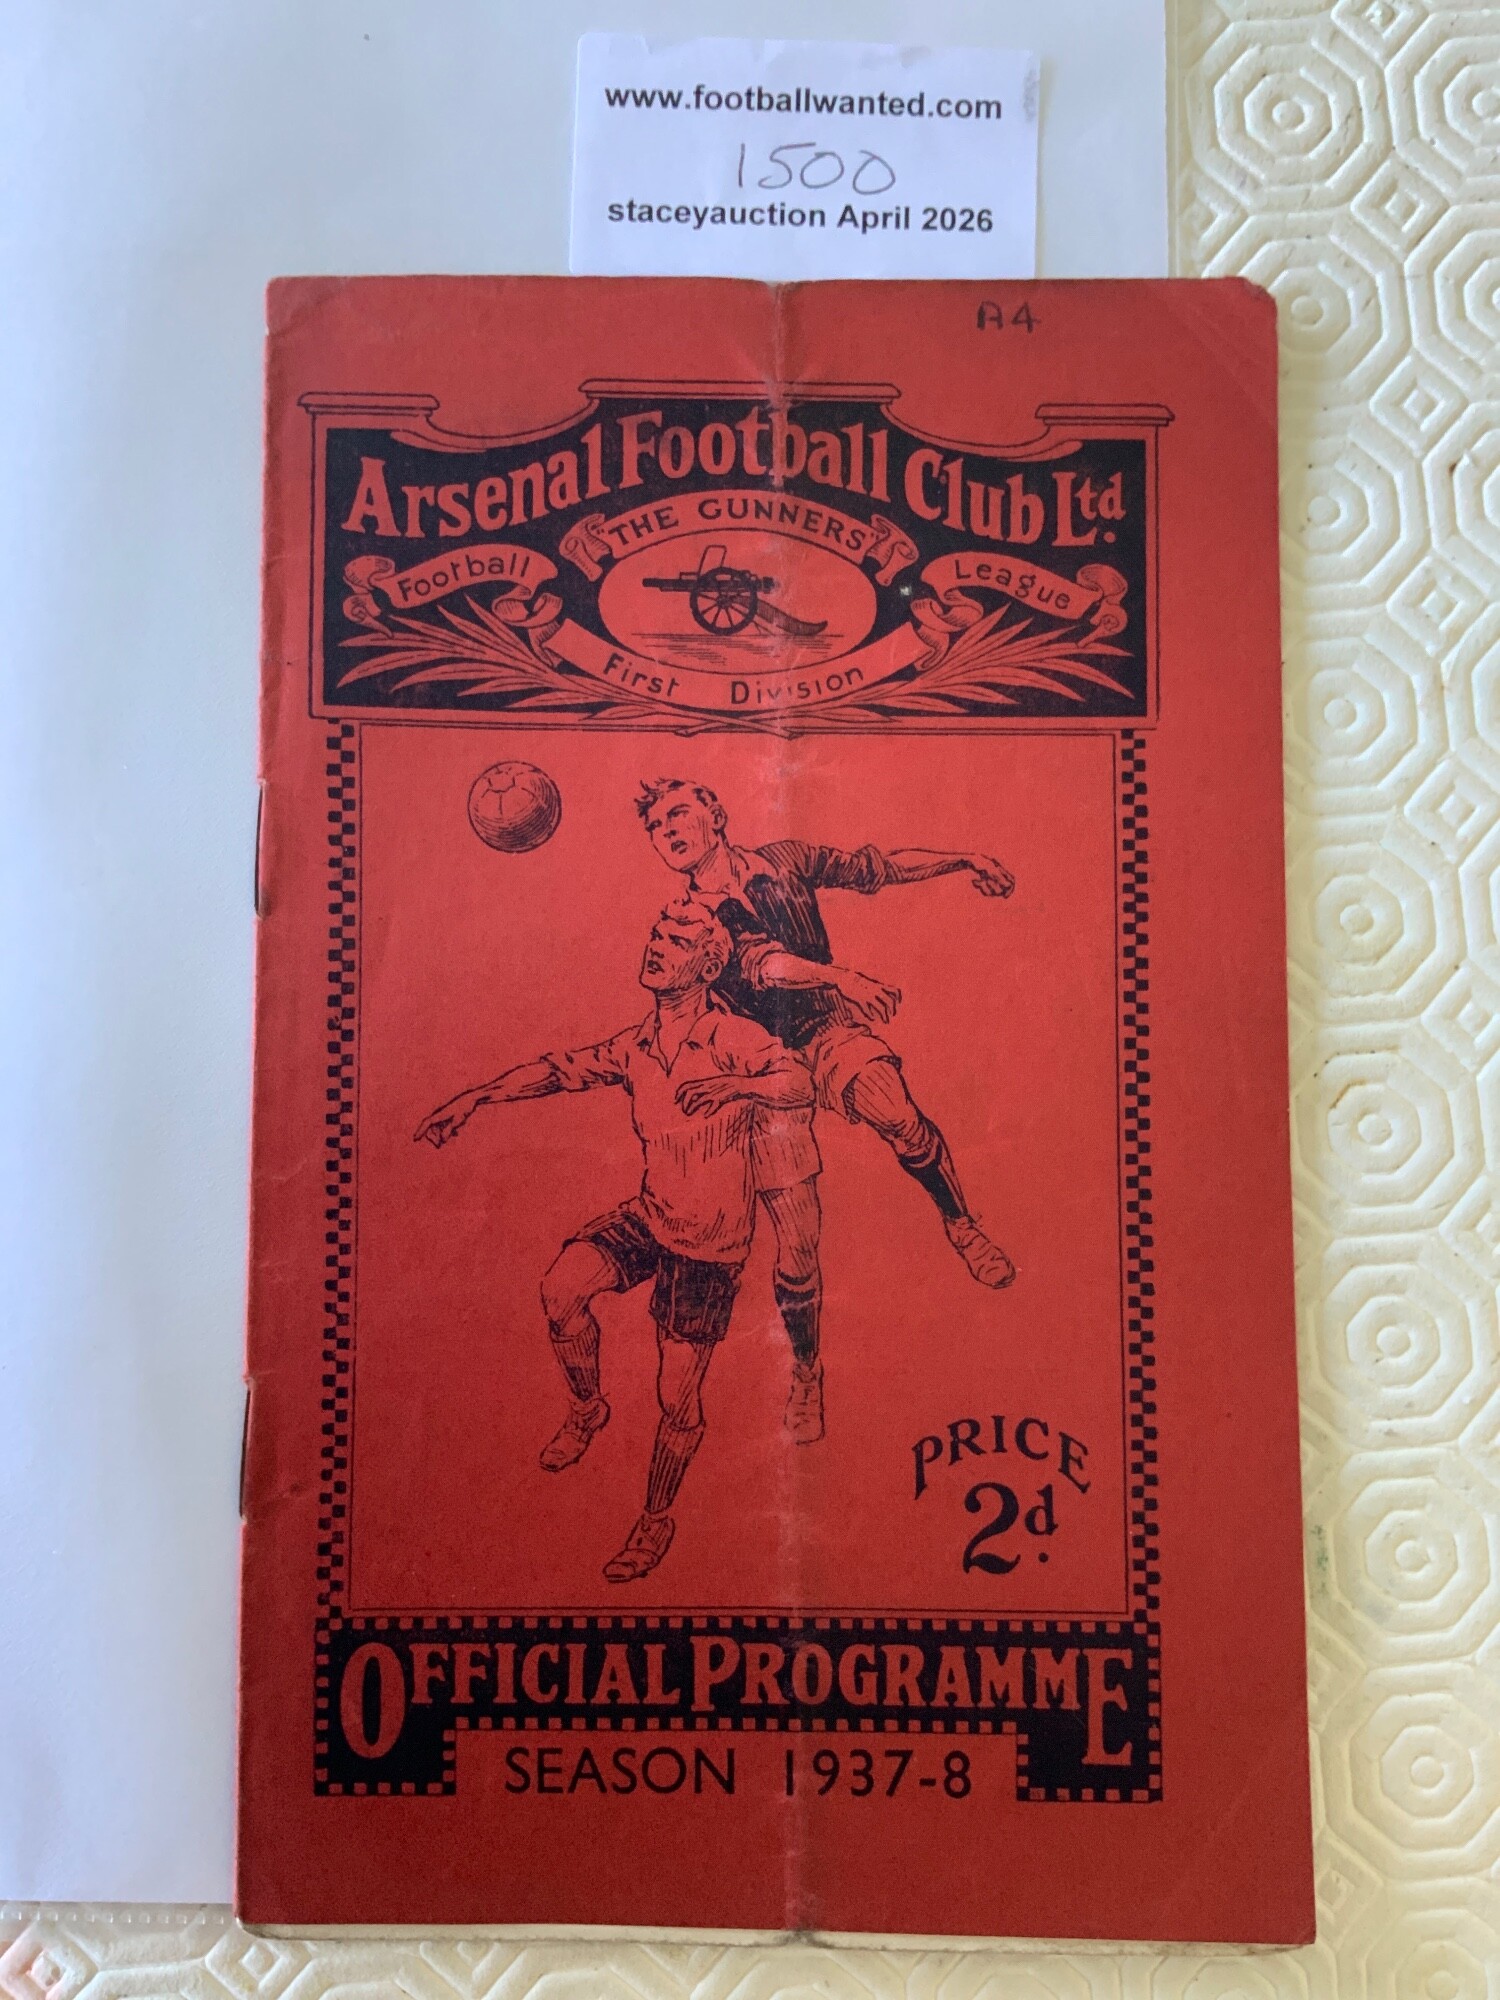 www.footballwanted.com
1500
staceyauction April 2026
A4
Arsenal Football Club Ltd.
"THE GUNNERS"
Football League
First Division
PRICE
2d.
OFFICIAL PROGRAMME
SEASON 1937-8